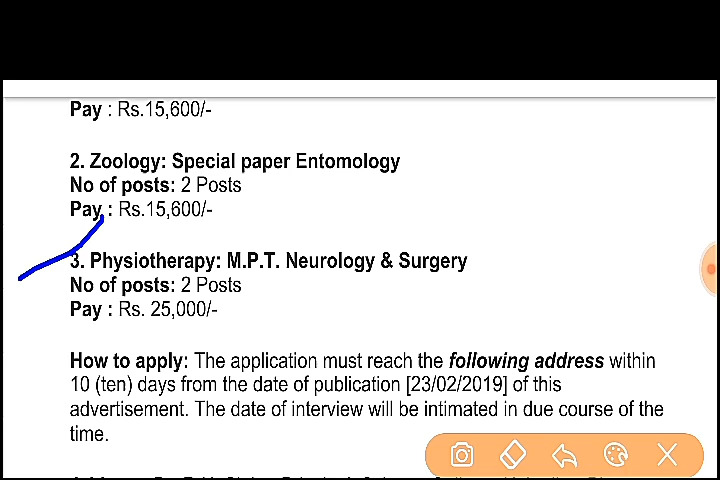 Pay : Rs.15,600/-
2. Zoology: Special paper Entomology
No of posts: 2 Posts
Pay : Rs.15,600/-
3. Physiotherapy: M.P.T. Neurology & Surgery
No of posts: 2 Posts
Pay : Rs. 25,000/-
How to apply: The application must reach the following address within
10 (ten) days from the date of publication [23/02/2019] of this
advertisement. The date of interview will be intimated in due course of the
time.